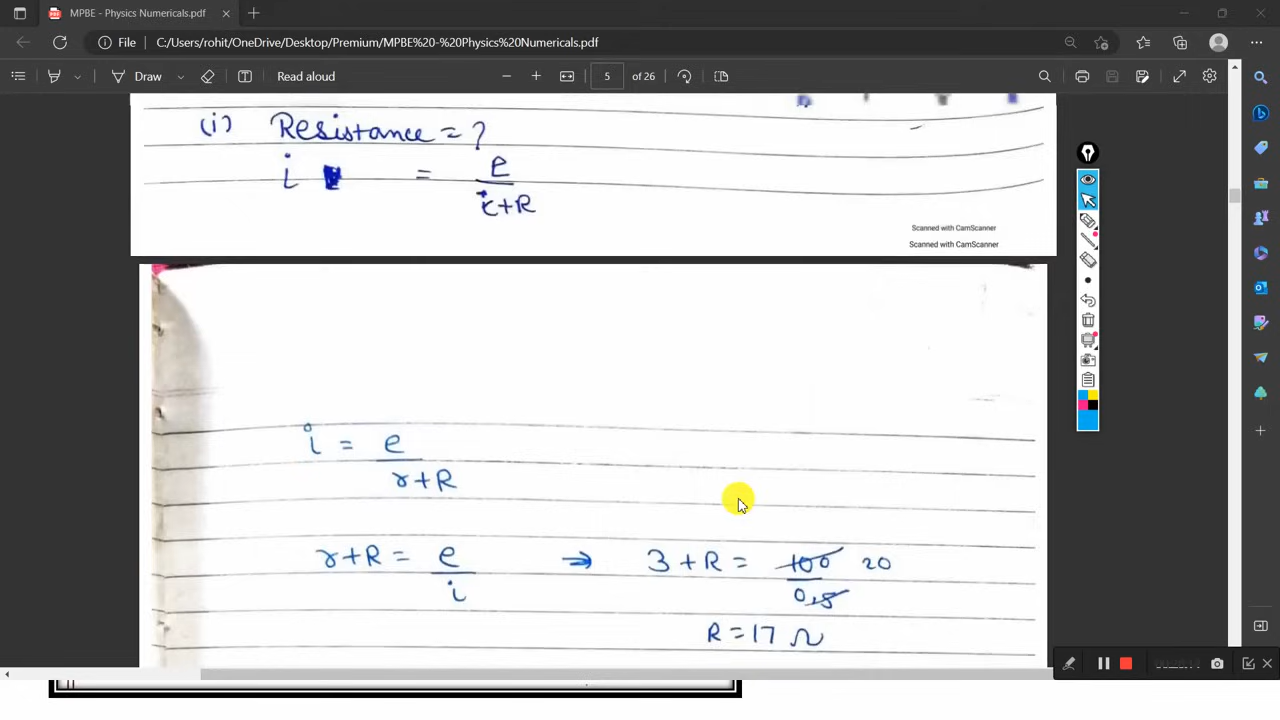 MPBE - Physics Numericals.pdf
File C:/Users/rohit/OneDrive/Desktop/Premium/MPBE%20-%20Physics%20Numericals.pdf
Draw Read aloud 5 of 26
(i) Resistance = ?
i = e
r+R
Scanned with CamScanner
Scanned with CamScanner
i = e
r+R
r+R = e → 3+R = 100 20
i 0.5
R = 17 Ω